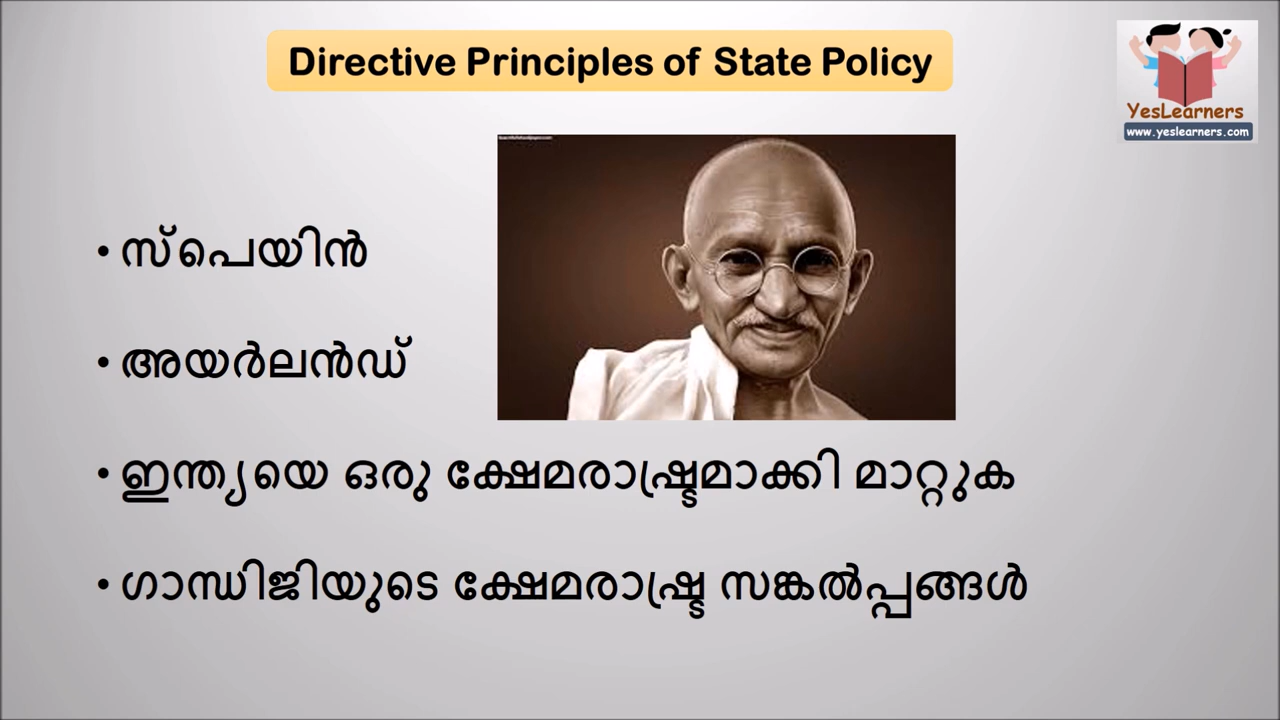 Directive Principles of State Policy
YesLearners
www.yeslearners.com
• സ്പെയിൻ
• അയർലൻഡ്
• ഇന്ത്യയെ ഒരു ക്ഷേമരാഷ്ട്രമാക്കി മാറ്റുക
• ഗാന്ധിജിയുടെ ക്ഷേമരാഷ്ട്ര സങ്കൽപ്പങ്ങൾ